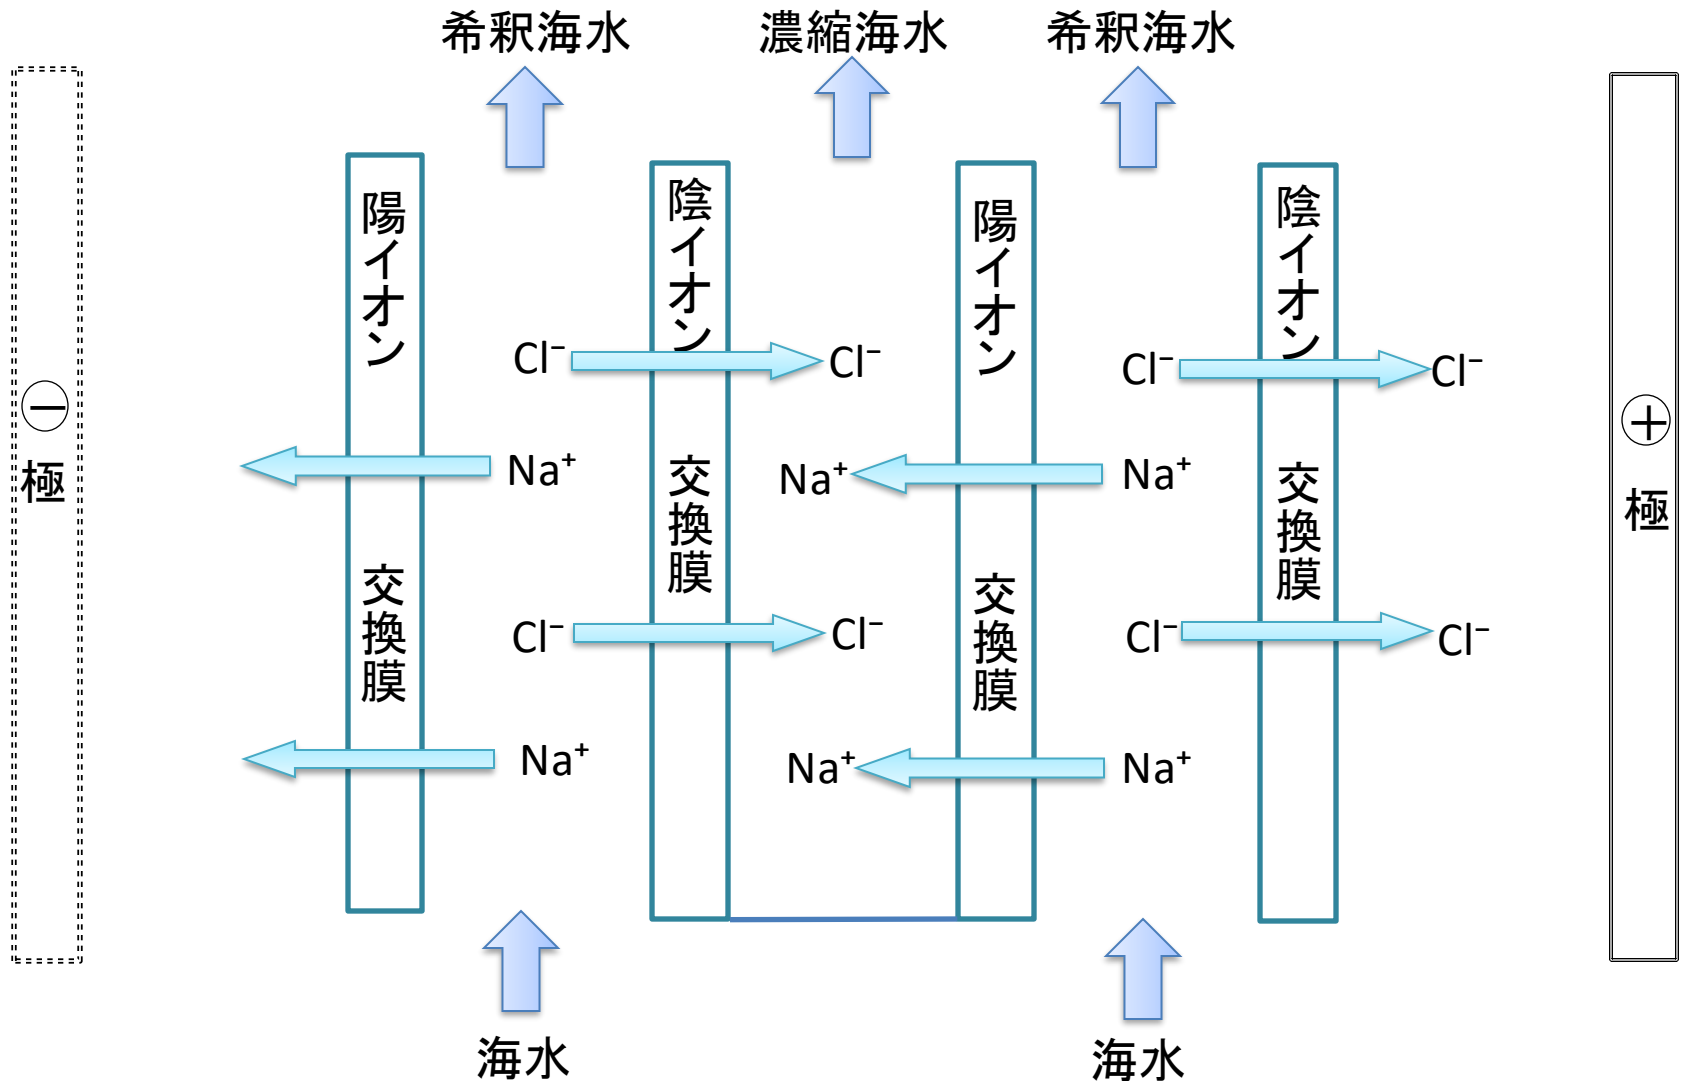 希釈海水
濃縮海水
希釈海水
陽イオン交換膜
陰イオン交換膜
陽イオン交換膜
陰イオン交換膜
Cl⁻
Cl⁻
Cl⁻
Cl⁻
⊖極
⊕極
Na⁺
Na⁺
Na⁺
Cl⁻
Cl⁻
Cl⁻
Cl⁻
Na⁺
Na⁺
Na⁺
海水
海水